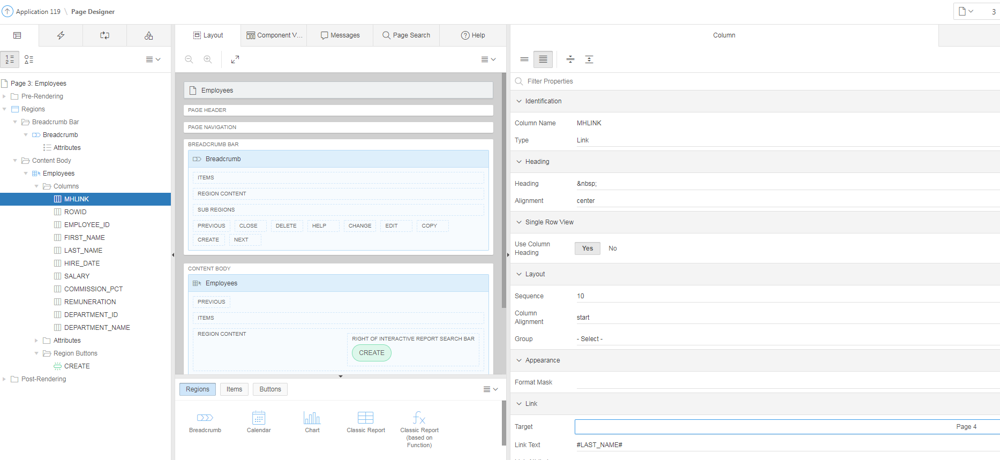 Application 119 \ Page Designer
3
Layout
Component V...
Messages
Page Search
Help
Column
Page 3: Employees
Pre-Rendering
Regions
Breadcrumb Bar
Breadcrumb
Attributes
Content Body
Employees
Columns
MHLINK
ROWID
EMPLOYEE_ID
FIRST_NAME
LAST_NAME
HIRE_DATE
SALARY
COMMISSION_PCT
REMUNERATION
DEPARTMENT_ID
DEPARTMENT_NAME
Attributes
Region Buttons
CREATE
Post-Rendering
Employees
PAGE HEADER
PAGE NAVIGATION
BREADCRUMB BAR
Breadcrumb
ITEMS
REGION CONTENT
SUB REGIONS
PREVIOUS CLOSE DELETE HELP CHANGE EDIT COPY
CREATE NEXT
CONTENT BODY
Employees
PREVIOUS
ITEMS
REGION CONTENT
RIGHT OF INTERACTIVE REPORT SEARCH BAR
CREATE
Regions Items Buttons
Breadcrumb
Calendar
Chart
Classic Report
Classic Report
(based on
Function)
Filter Properties
Identification
Column Name MHLINK
Type Link
Heading
Heading &nbsp;
Alignment center
Single Row View
Use Column
Heading
Yes No
Layout
Sequence 10
Column
Alignment
start
Group - Select -
Appearance
Format Mask
Link
Target Page 4
Link Text #LAST_NAME#